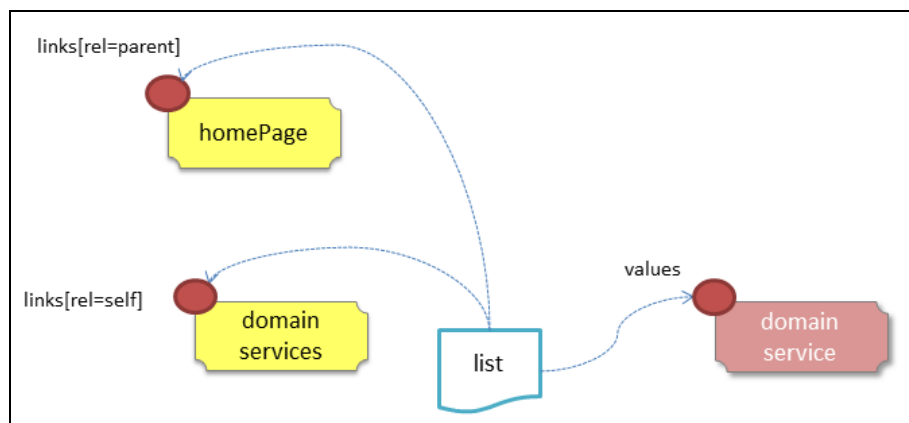 links[rel=parent]
homePage
links[rel=self]
domain
services
list
values
domain
service